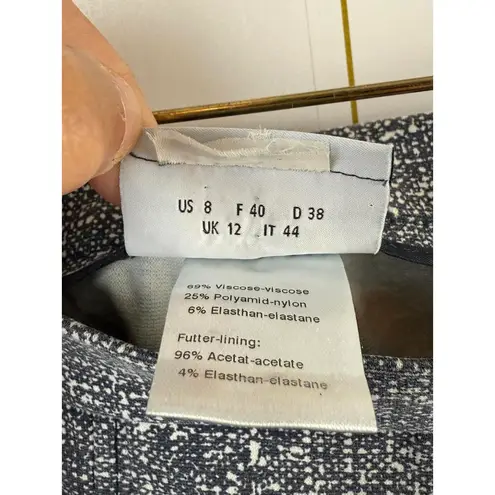 US 8 F 40 D 38
UK 12 IT 44
69% Viscose-viscose
25% Polyamid-nylon
6% Elasthan-elastane
Futter-lining:
96% Acetat-acetate
4% Elasthan-elastane